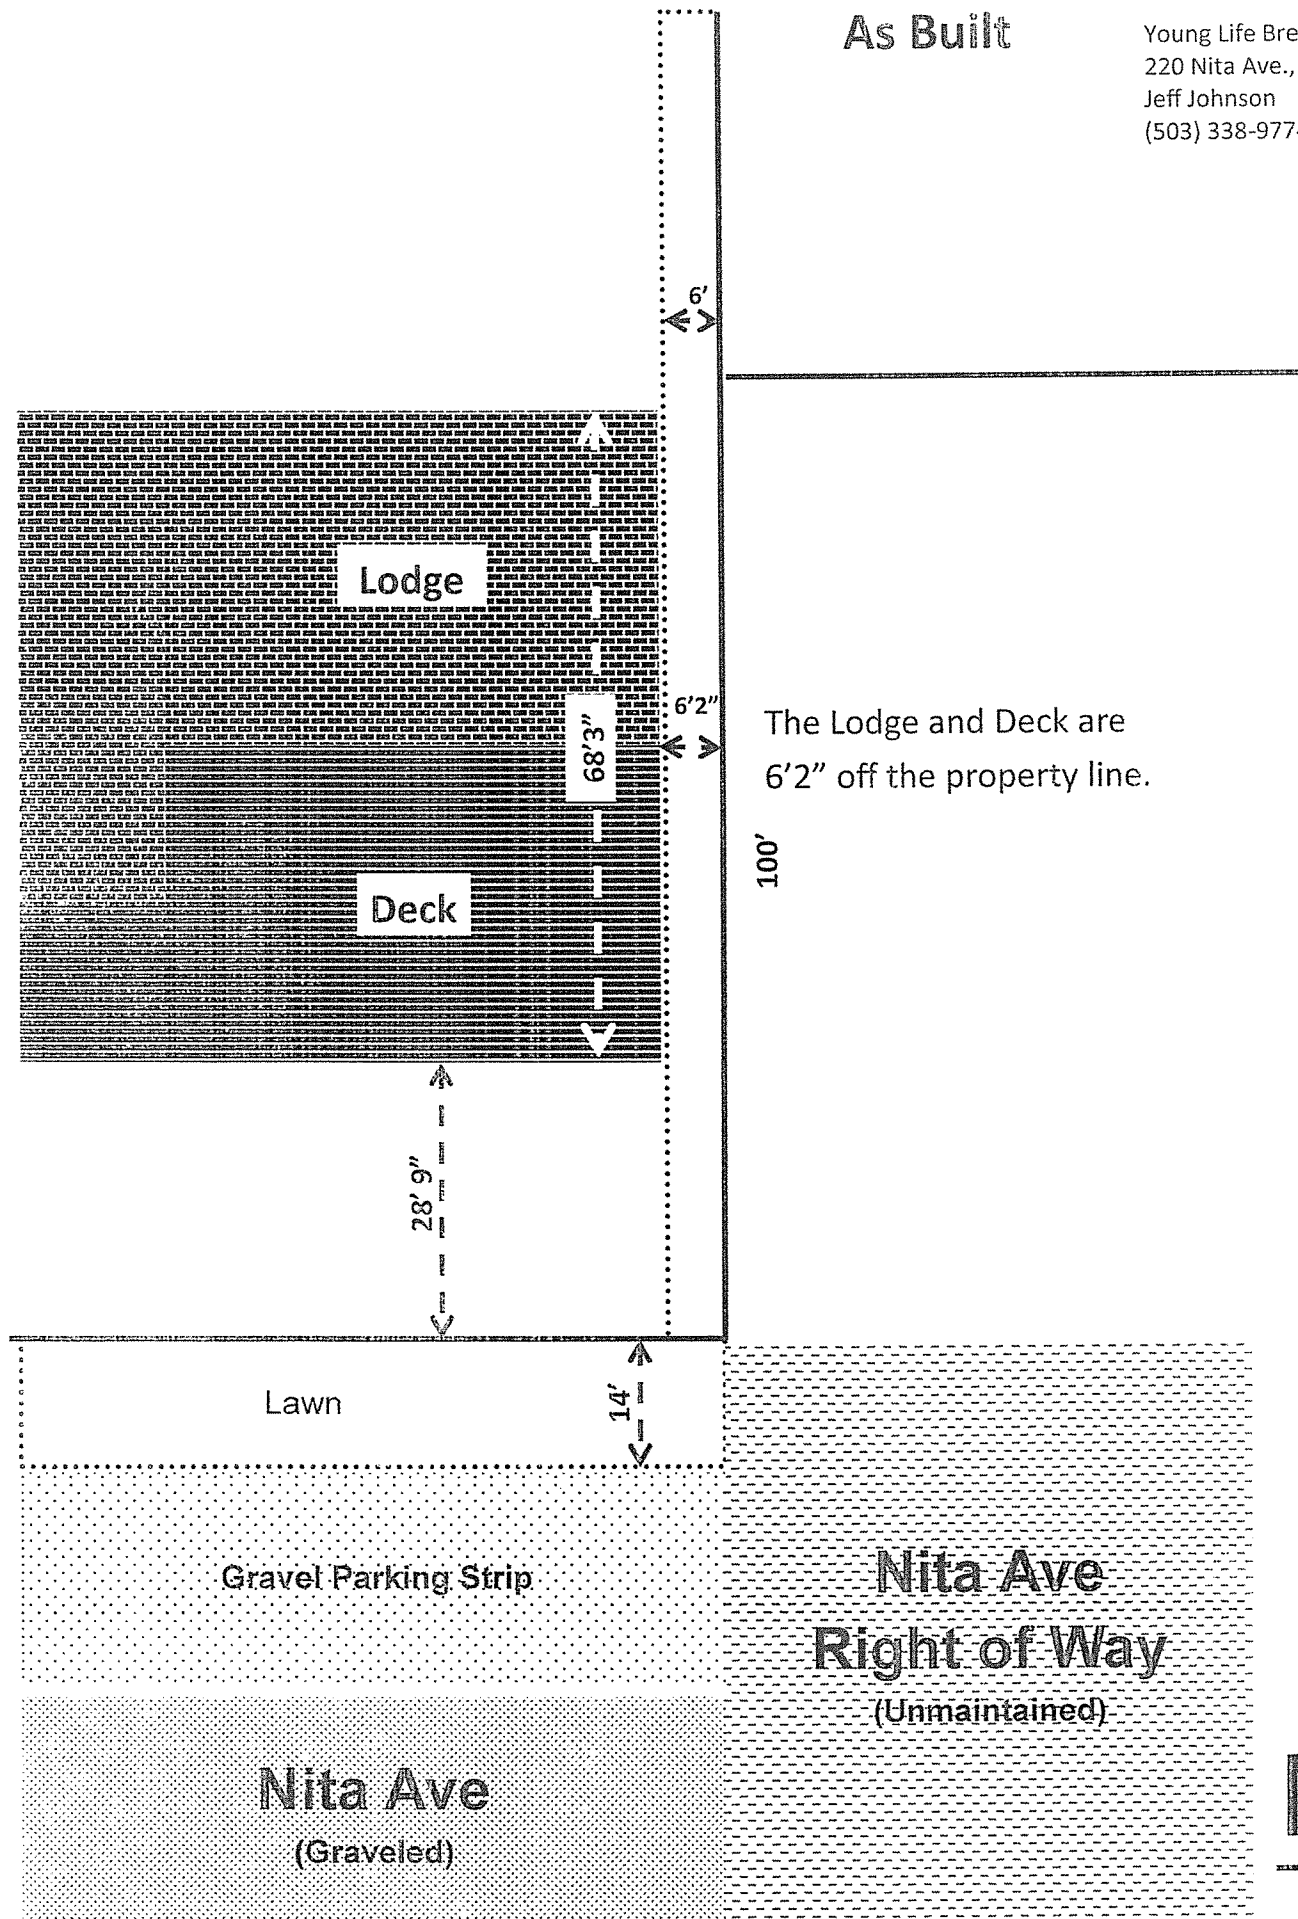 As Built
Young Life Bre
220 Nita Ave.,
Jeff Johnson
(503) 338-977
6'
Lodge
6'2"
68'3"
The Lodge and Deck are
6'2" off the property line.
100'
Deck
28' 9"
Lawn
14'
Gravel Parking Strip
Nita Ave
Right of Way
(Unmaintained)
Nita Ave
(Graveled)